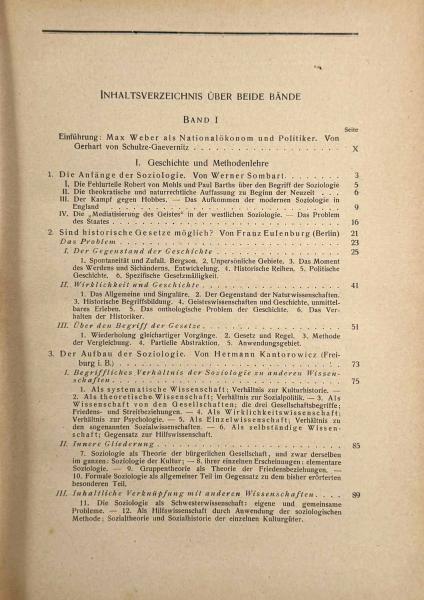 INHALTSVERZEICHNIS ÜBER BEIDE BÄNDE
BAND I
Seite
Einführung: Max Weber als Nationalökonom und Politiker. Von
Gerhart von Schulze-Gaevernitz . . . . . . . . . . . . . . . . . X
I. Geschichte und Methodenlehre
1. Die Anfänge der Soziologie. Von Werner Sombart. . . . . 3
I. Die Fehlurteile Robert von Mohls und Paul Barths über den Begriff der Soziologie 5
II. Die theokratische und naturrechtliche Auffassung zu Beginn der Neuzeit . . . 6
III. Der Kampf gegen Hobbes. — Das Aufkommen der modernen Soziologie in
England . . . . . . . . . . . . . . . . . . . . . . . . 9
IV. Die „Mediatisierung des Geistes" in der westlichen Soziologie. — Das Problem
des Staates . . . . . . . . . . . . . . . . . . . . . . 16
2. Sind historische Gesetze möglich? Von Franz Eulenburg (Berlin) 21
Das Problem . . . . . . . . . . . . . . . . . . . . . . 23
I. Der Gegenstand der Geschichte . . . . . . . . . . . . . 25
1. Spontaneität und Zufall. Bergson. 2. Unpersönliche Gebiete. 3. Das Moment
des Werdens und Sichänderns, Entwickelung. 4. Historische Reihen. 5. Politische
Geschichte. 6. Spezifische Gesetzmäßigkeit.
II. Wirklichkeit und Geschichte . . . . . . . . . . . . . . 41
1. Das Allgemeine und Singuläre. 2. Der Gegenstand der Naturwissenschaften.
3. Historische Begriffsbildung. 4. Geisteswissenschaften und Geschichte, unmittel-
bares Erleben. 5. Das onthologische Problem der Geschichte. 6. Das Ver-
halten der Historiker.
III. Über den Begriff der Gesetze . . . . . . . . . . . . . 51
1. Wiederholung gleichartiger Vorgänge. 2. Gesetz und Regel. 3. Methode
der Vergleichung. 4. Partielle Abstraktion. 5. Anwendungsgebiet.
3. Der Aufbau der Soziologie. Von Hermann Kantorowicz (Frei-
burg i. B.) . . . . . . . . . . . . . . . . . . . . . . . 73
I. Begriffliches Verhältnis der Soziologie zu anderen Wissen-
schaften . . . . . . . . . . . . . . . . . . . . . . . . 75
1. Als systematische Wissenschaft; Verhältnis zur Kulturhistorie. —
2. Als theoretische Wissenschaft; Verhältnis zur Sozialpolitik. — 3. Als
Wissenschaft von den Gesellschaften; die drei Gesellschaftsbegriffe;
Friedens- und Streitbeziehungen. — 4. Als Wirklichkeitswissenschaft;
Verhältnis zur Psychologie. — 5. Als Einzelwissenschaft; Verhältnis zu
den sogenannten Sozialwissenschaften. — 6. Als selbständige Wissen-
schaft; Gegensatz zur Hilfswissenschaft.
II. Innere Gliederung . . . . . . . . . . . . . . . . . . 85
7. Soziologie als Theorie der bürgerlichen Gesellschaft, und zwar derselben
im ganzen: Soziologie der Kultur; — 8. ihrer einzelnen Erscheinungen: elementare
Soziologie. — 9. Gruppentheorie als Theorie der Friedensbeziehungen. —
10. Formale Soziologie als allgemeiner Teil im Gegensatz zu dem bisher erörterten
besonderen Teil.
III. Inhaltliche Verknüpfung mit anderen Wissenschaften . . . . 89
11. Die Soziologie als Schwesterwissenschaft: eigene und gemeinsame
Probleme. — 12. Als Hilfswissenschaft durch Anwendung der soziologischen
Methode; Sozialtheorie und Sozialhistorie der einzelnen Kulturgüter.